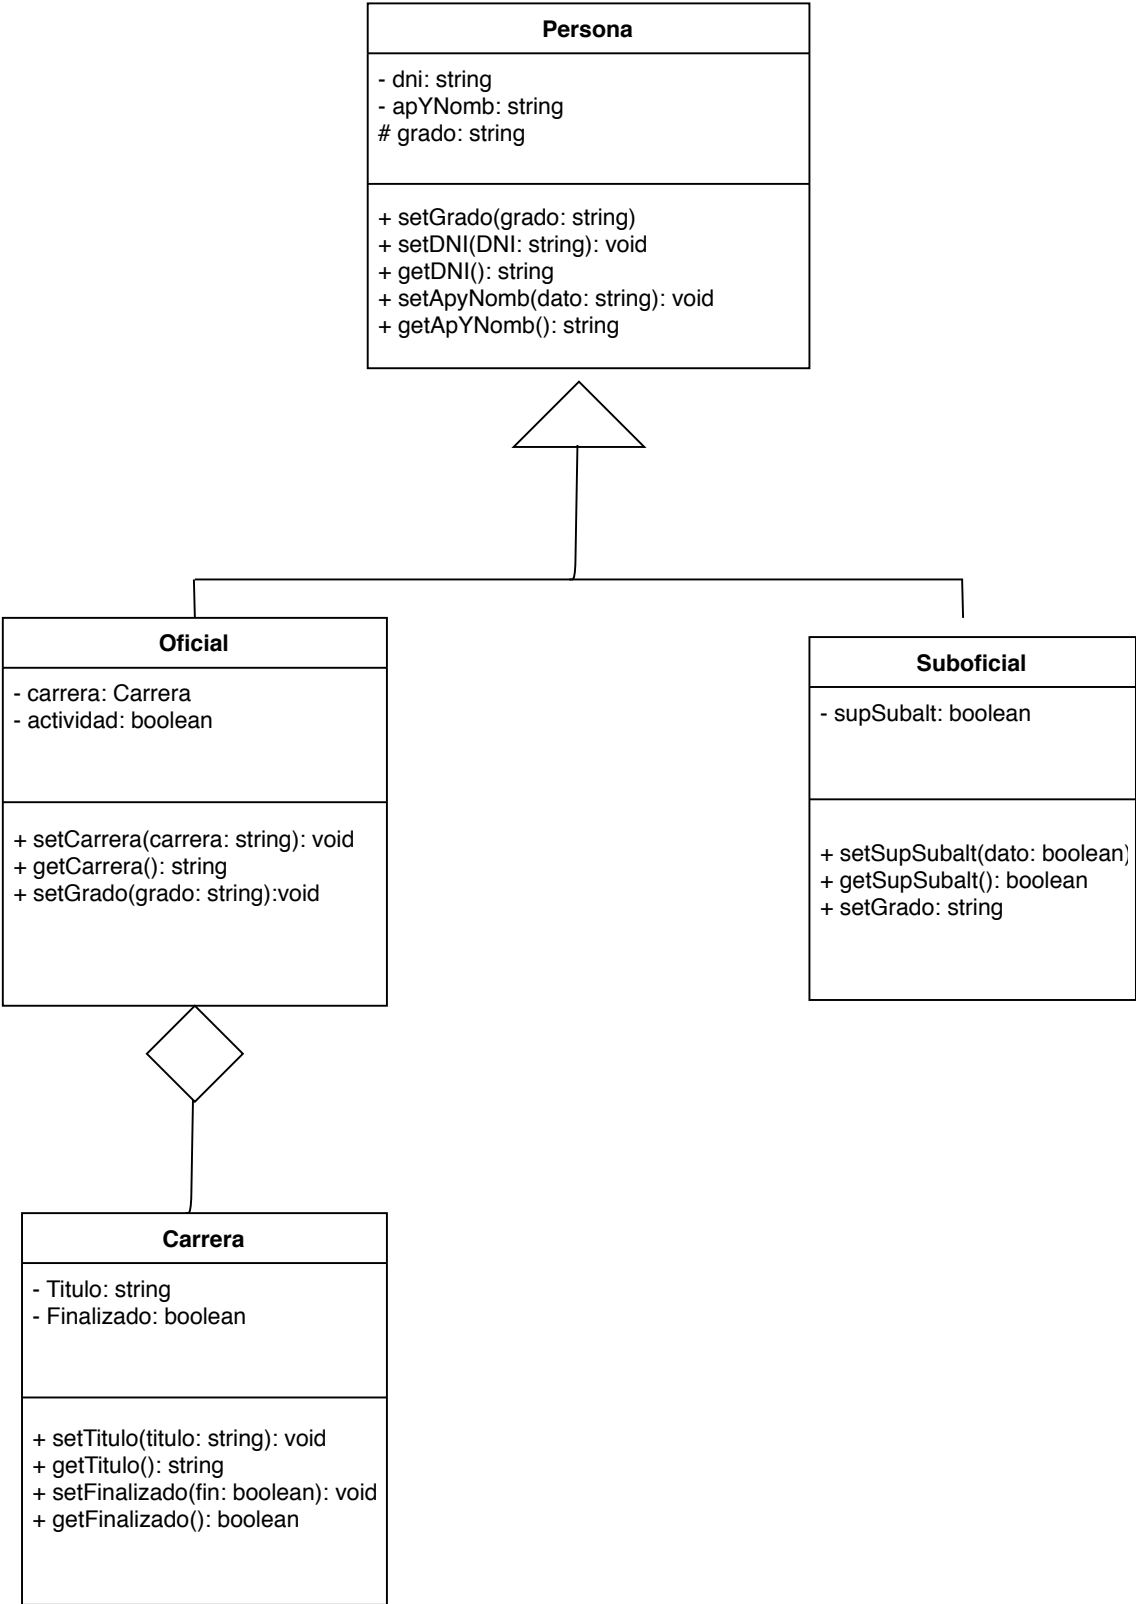 Persona
- dni: string
- apYNomb: string
# grado: string
+ setGrado(grado: string)
+ setDNI(DNI: string): void
+ getDNI(): string
+ setApyNomb(dato: string): void
+ getApYNomb(): string
Oficial
- carrera: Carrera
- actividad: boolean
+ setCarrera(carrera: string): void
+ getCarrera(): string
+ setGrado(grado: string):void
Suboficial
- supSubalt: boolean
+ setSupSubalt(dato: boolean)
+ getSupSubalt(): boolean
+ setGrado: string
Carrera
- Titulo: string
- Finalizado: boolean
+ setTitulo(titulo: string): void
+ getTitulo(): string
+ setFinalizado(fin: boolean): void
+ getFinalizado(): boolean